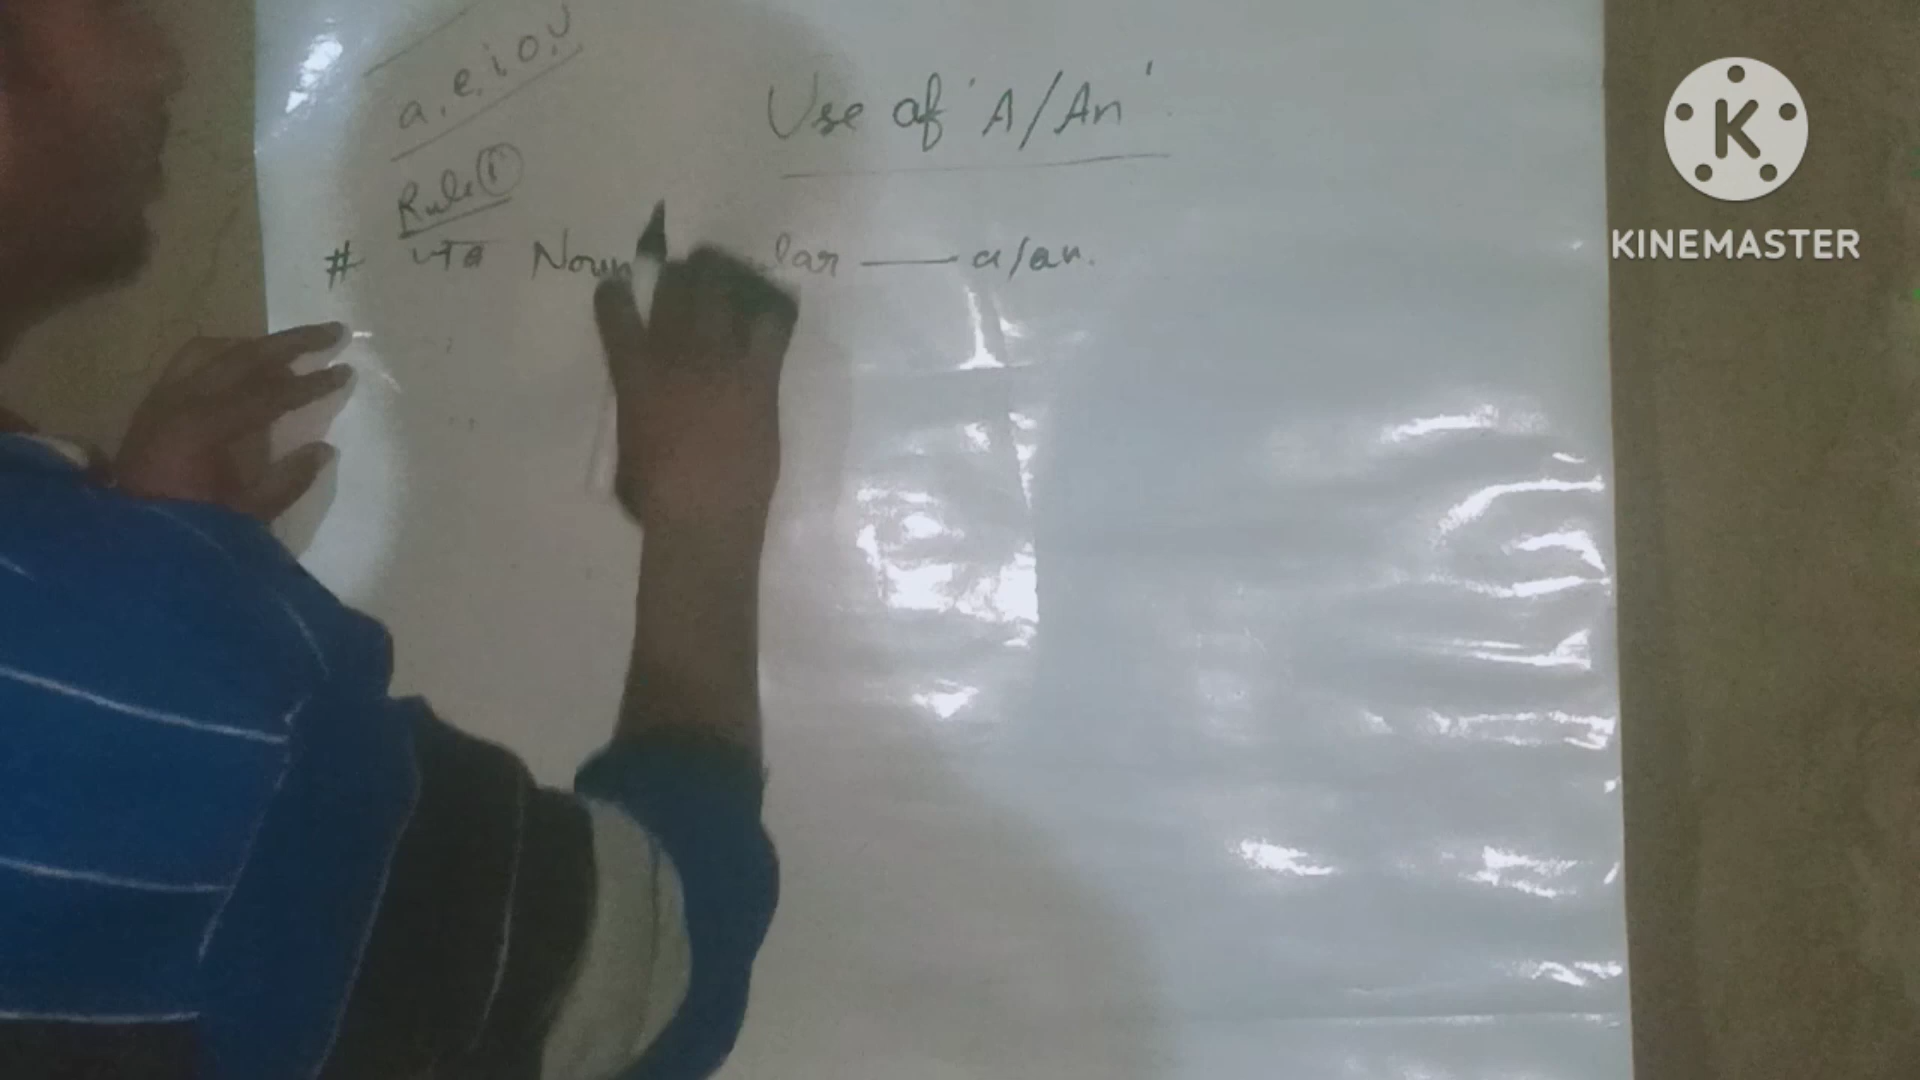 a, e, i, o, U
Use of 'A/An'
Rule ①
# Noun lar — a/an.
KINEMASTER